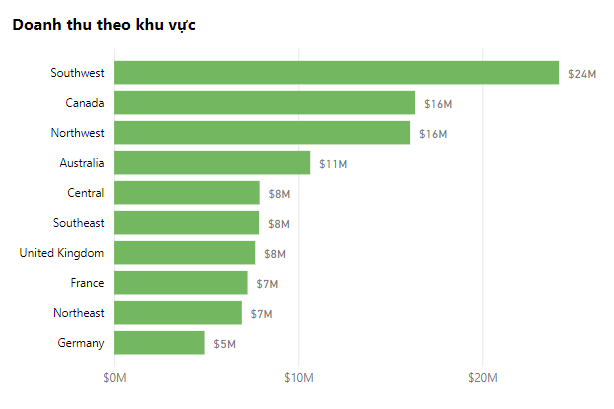 Doanh thu theo khu vực
Southwest $24M
Canada $16M
Northwest $16M
Australia $11M
Central $8M
Southeast $8M
United Kingdom $8M
France $7M
Northeast $7M
Germany $5M
$0M $10M $20M